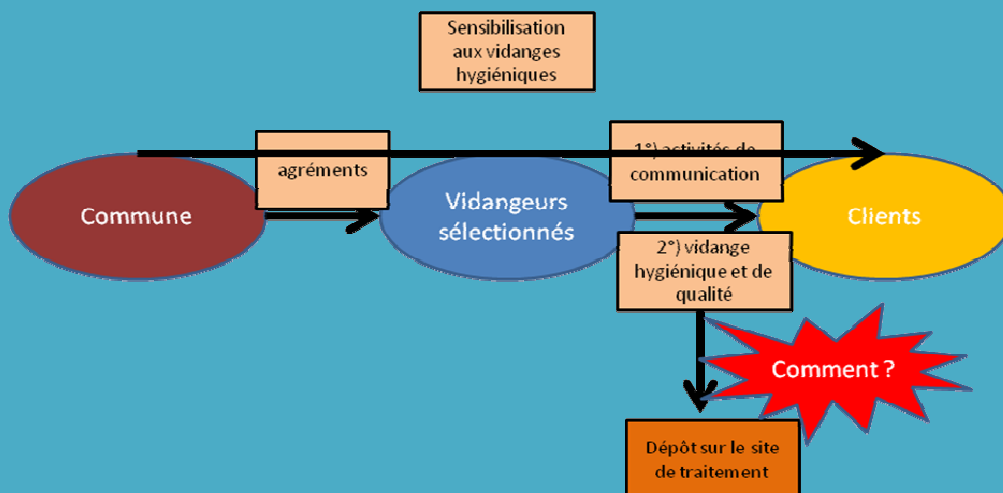 Sensibilisation
aux vidanges
hygiéniques
agréments
1°) activités de
communication
Commune
Vidangeurs
sélectionnés
Clients
2°) vidange
hygiénique et de
qualité
Comment ?
Dépôt sur le site
de traitement